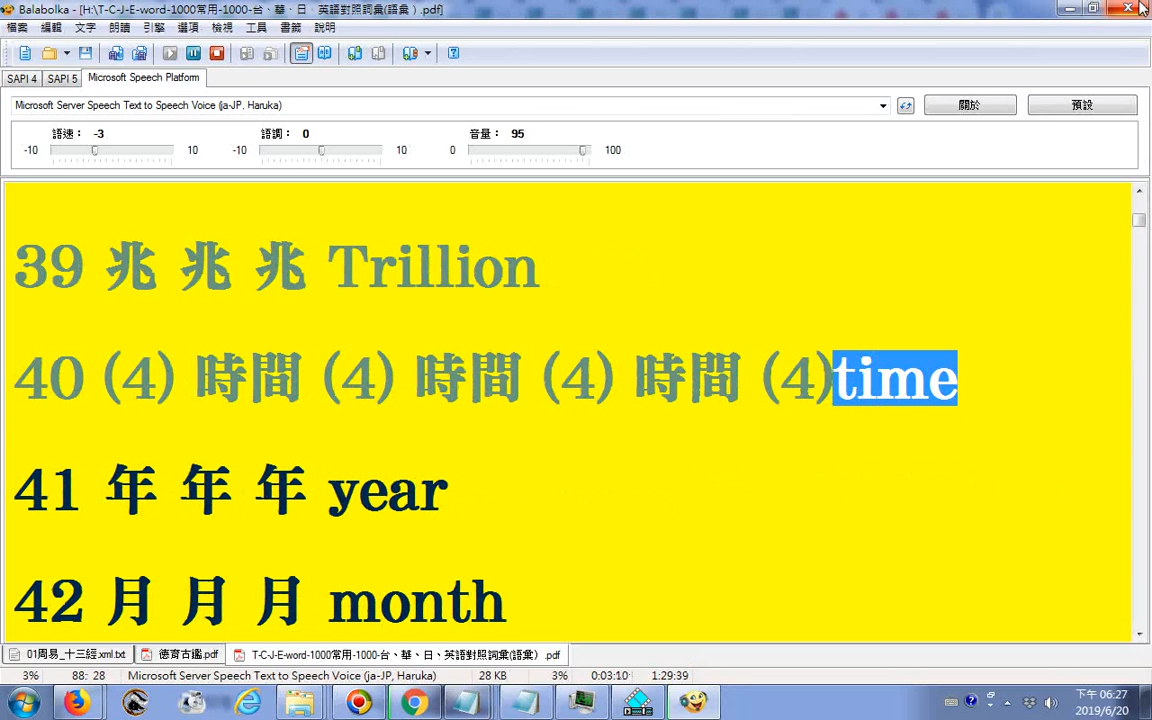 Balabolka - [H:\T-C-J-E-word-1000常用-1000-台、華、日、英語對照詞彙(語彙）.pdf]
檔案 編輯 文字 朗讀 引擎 選項 檢視 工具 書籤 說明
SAPI 4 SAPI 5 Microsoft Speech Platform
Microsoft Server Speech Text to Speech Voice (ja-JP, Haruka) 關於 預設
語速： -3 語調： 0 音量： 95
-10 10 -10 10 0 100
39 兆 兆 兆 Trillion
40 (4) 時間 (4) 時間 (4) 時間 (4)time
41 年 年 年 year
42 月 月 月 month
01周易_十三經.xml.txt 德育古鑑.pdf T-C-J-E-word-1000常用-1000-台、華、日、英語對照詞彙(語彙）.pdf
3% 88: 28 Microsoft Server Speech Text to Speech Voice (ja-JP, Haruka) 28 KB 3% 0:03:10 1:29:39
下午 06:27
2019/6/20